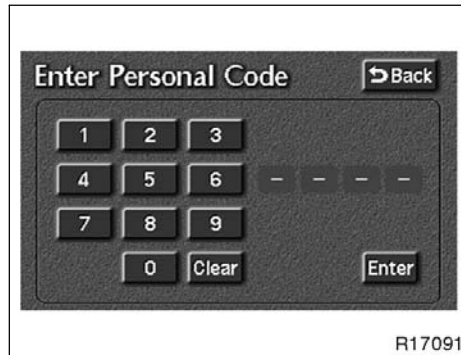 Enter Personal Code Back
1 2 3
4 5 6 – – – –
7 8 9
0 Clear Enter
R17091